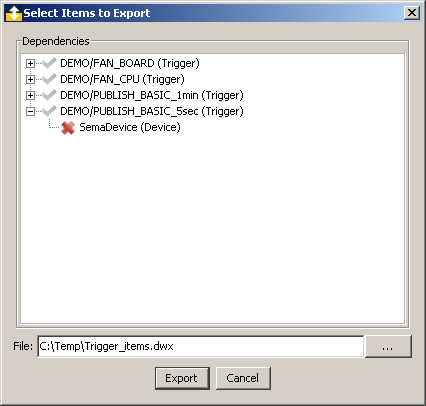 Select Items to Export
Dependencies
DEMO/FAN_BOARD (Trigger)
DEMO/FAN_CPU (Trigger)
DEMO/PUBLISH_BASIC_1min (Trigger)
DEMO/PUBLISH_BASIC_5sec (Trigger)
SemaDevice (Device)
File: C:\Temp\Trigger_items.dwx ...
Export Cancel